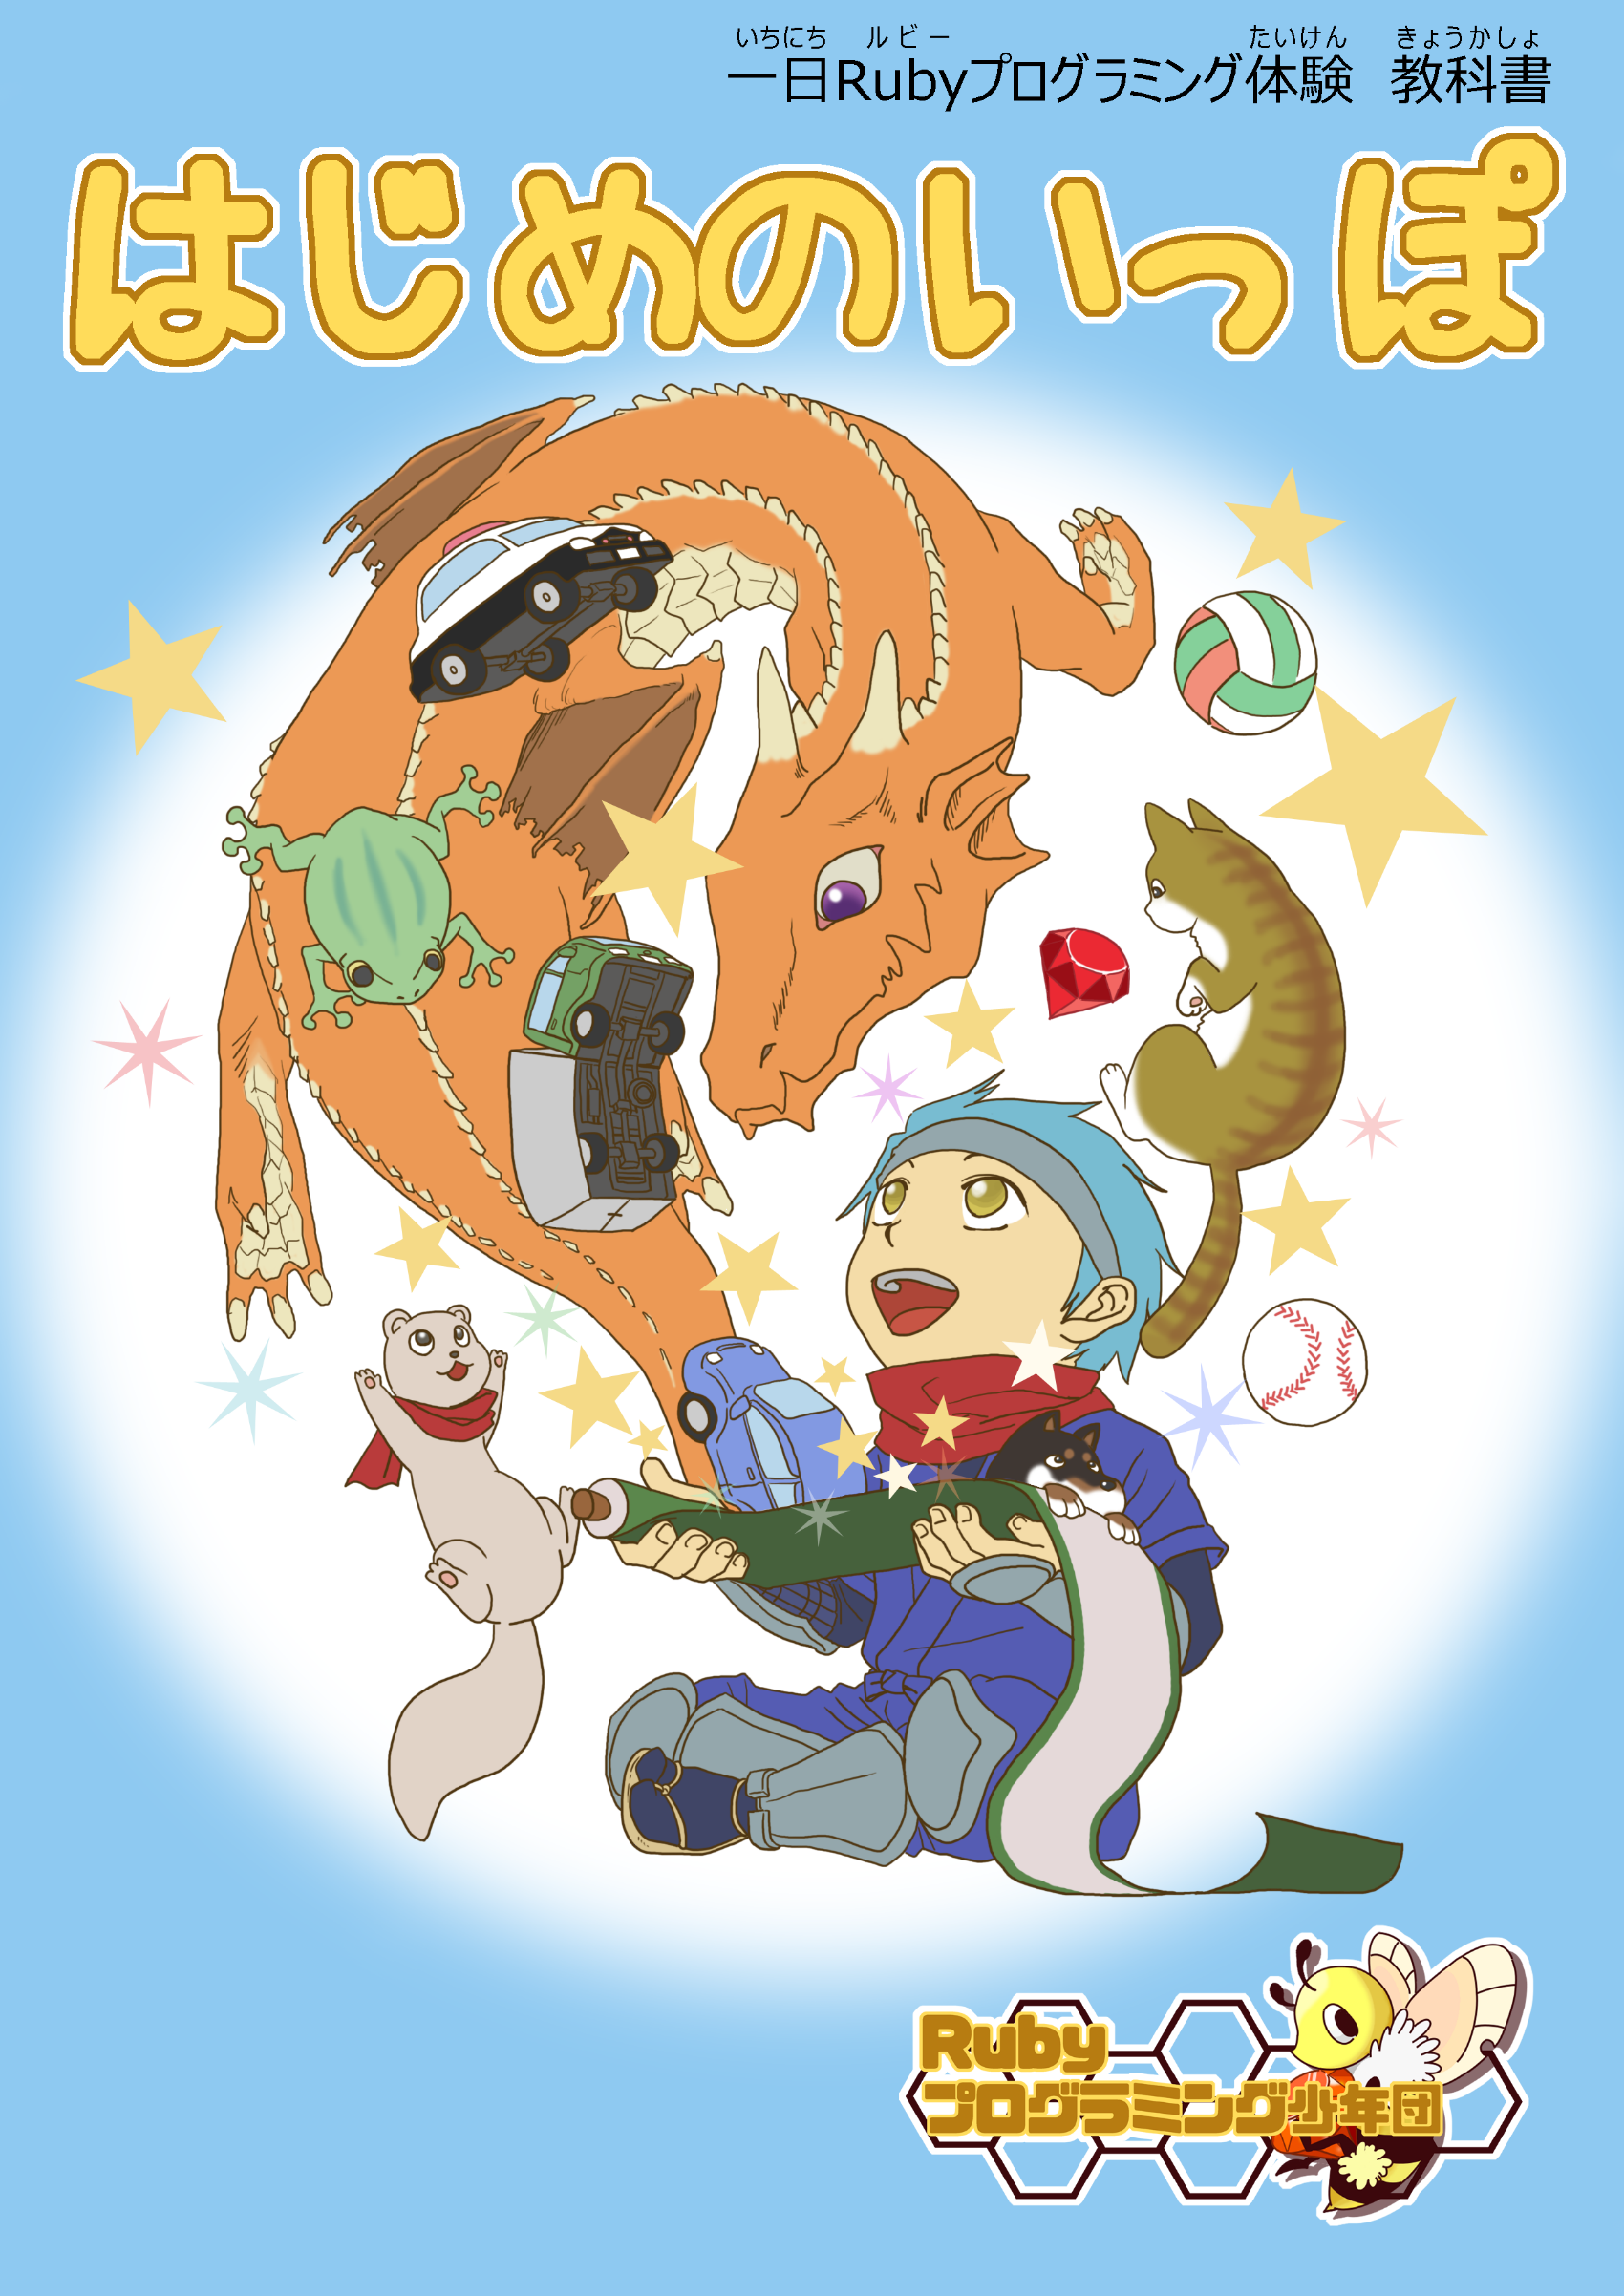 いちにち ルビー たいけん きょうかしょ
一日Rubyプログラミング体験 教科書
はじめのいっぽ
Ruby
プログラミング少年団